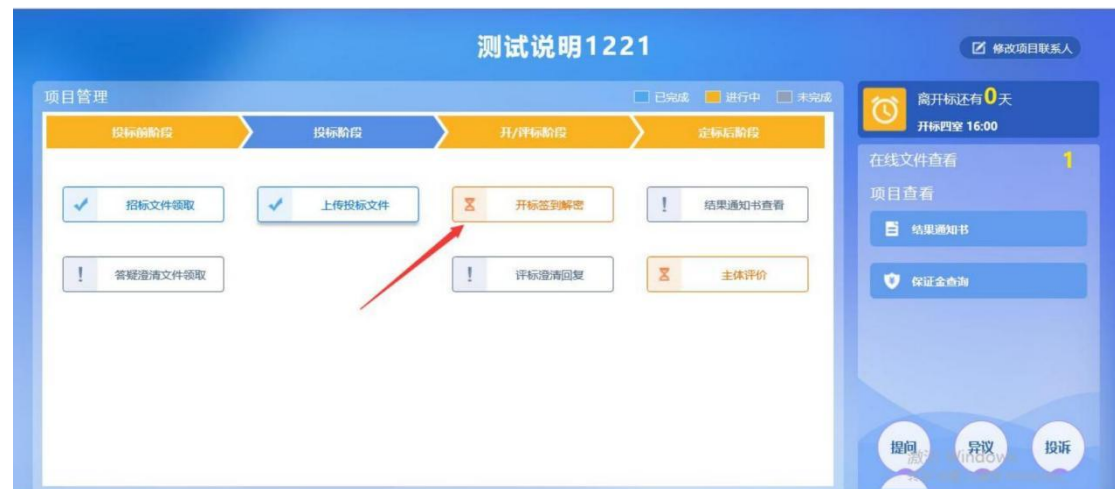 测试说明1221
修改项目联系人
项目管理
已完成 进行中 未完成
投标前阶段 投标阶段 开/评标阶段 定标后阶段
招标文件领取 上传投标文件 开标签到解密 结果通知书查看
答疑澄清文件领取 评标澄清回复 主体评价
离开标还有0天
开标四室 16:00
在线文件查看 1
项目查看
结果通知书
保证金查询
提问 异议 投诉